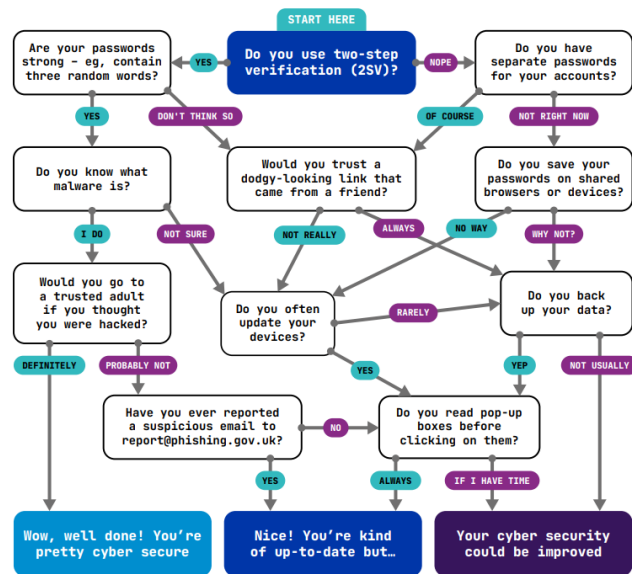 START HERE
Are your passwords
strong – eg, contain
three random words?
YES
Do you use two-step
verification (2SV)?
NOPE
Do you have
separate passwords
for your accounts?
YES
DON'T THINK SO
OF COURSE
NOT RIGHT NOW
Do you know what
malware is?
Would you trust a
dodgy-looking link that
came from a friend?
Do you save your
passwords on shared
browsers or devices?
I DO
NOT SURE
NOT REALLY
ALWAYS
NO WAY
WHY NOT?
Would you go to
a trusted adult
if you thought
you were hacked?
Do you often
update your
devices?
RARELY
Do you back
up your data?
DEFINITELY
PROBABLY NOT
YES
YEP
NOT USUALLY
Have you ever reported
a suspicious email to
report@phishing.gov.uk?
NO
Do you read pop-up
boxes before
clicking on them?
YES
ALWAYS
IF I HAVE TIME
Wow, well done! You're
pretty cyber secure
Nice! You're kind
of up-to-date but…
Your cyber security
could be improved